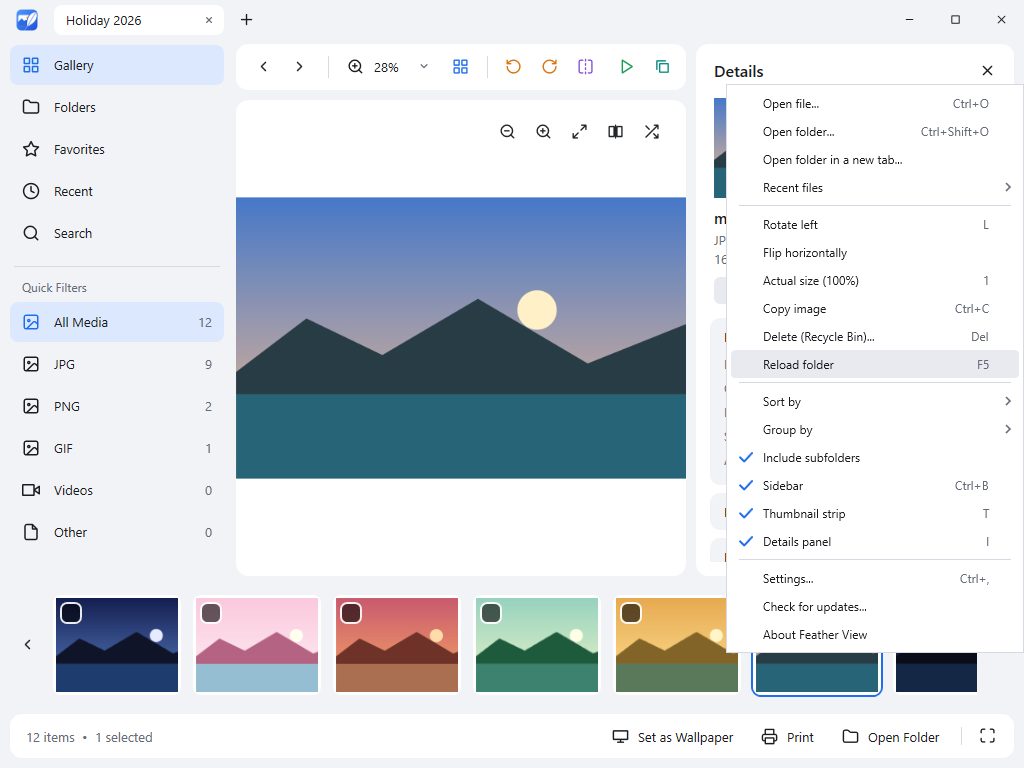 Holiday 2026
Gallery
Folders
Favorites
Recent
Search
Quick Filters
All Media 12
JPG 9
PNG 2
GIF 1
Videos 0
Other 0
28%
Details
m
JP
16
Open file... Ctrl+O
Open folder... Ctrl+Shift+O
Open folder in a new tab...
Recent files
Rotate left L
Flip horizontally
Actual size (100%) 1
Copy image Ctrl+C
Delete (Recycle Bin)... Del
Reload folder F5
Sort by
Group by
Include subfolders
Sidebar Ctrl+B
Thumbnail strip T
Details panel I
Settings... Ctrl+,
Check for updates...
About Feather View
12 items • 1 selected
Set as Wallpaper
Print
Open Folder